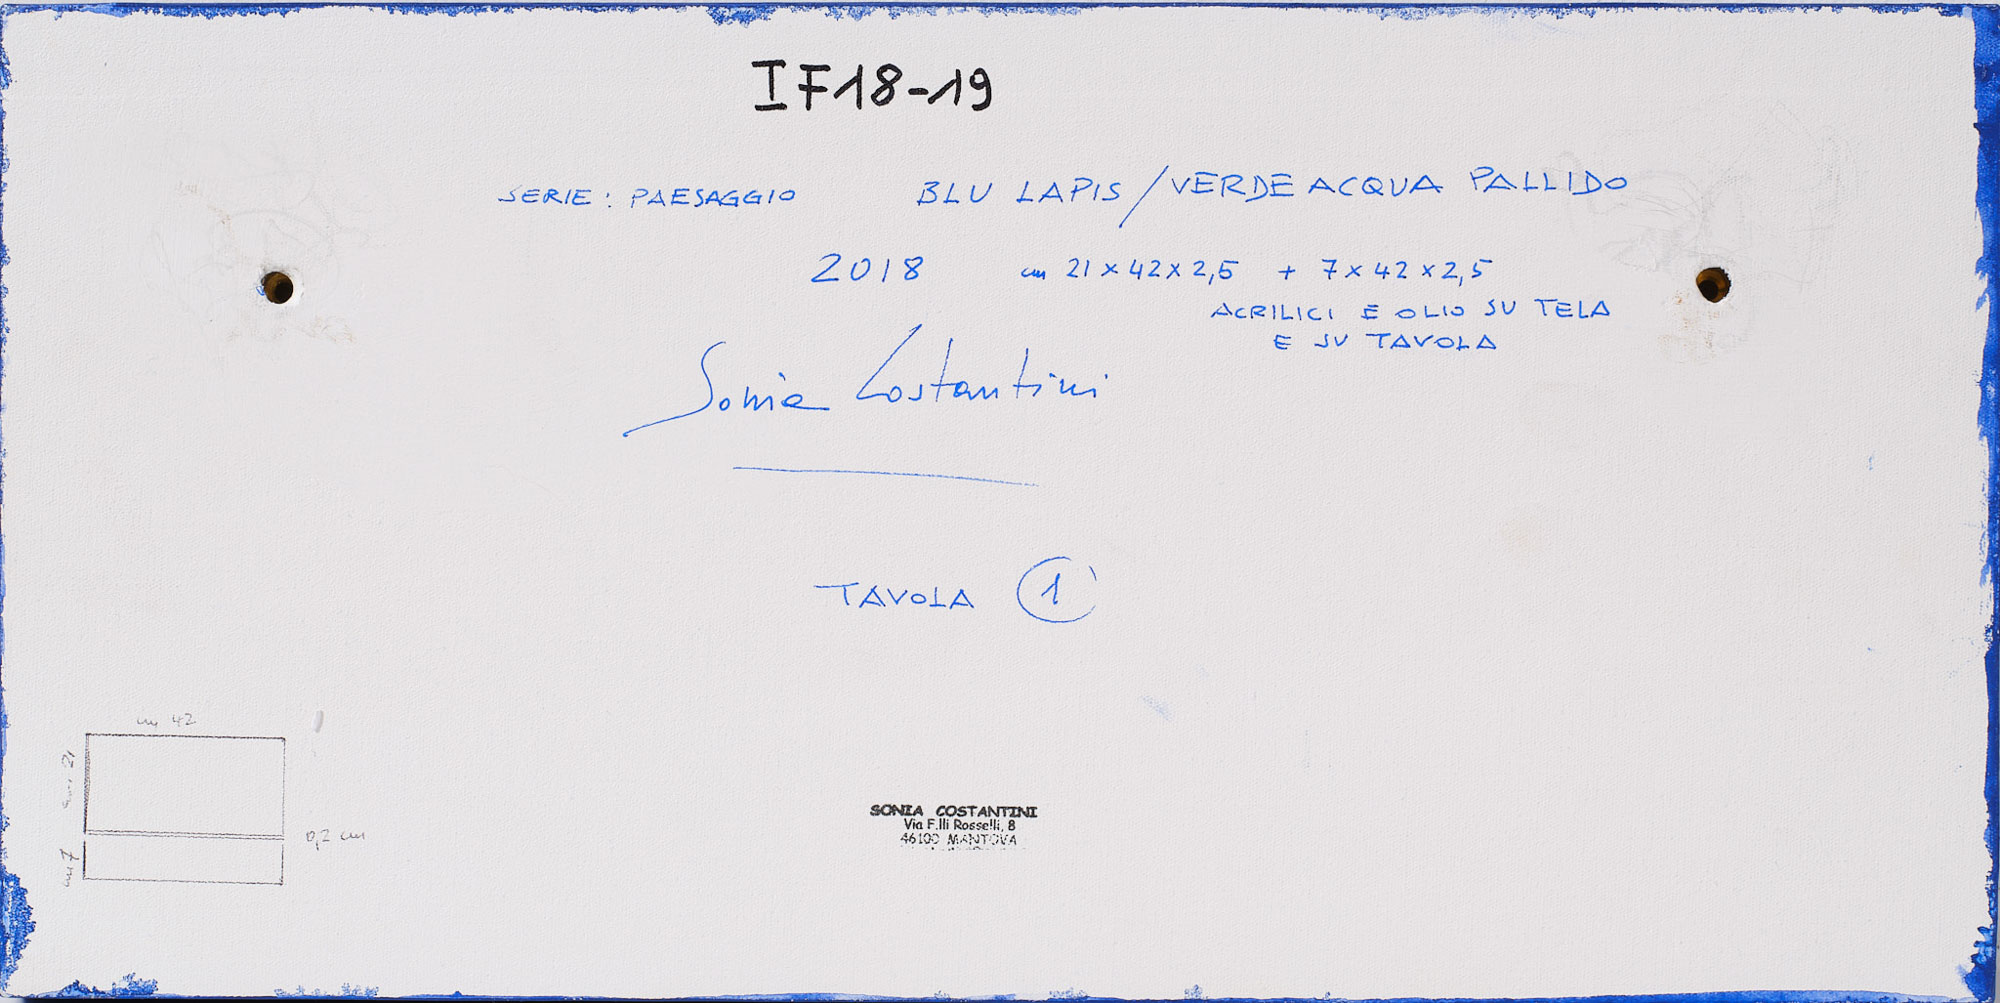 IF18-19
SERIE: PAESAGGIO BLU LAPIS / VERDE ACQUA PALLIDO
2018 cm 21 x 42 x 2,5 + 7 x 42 x 2,5
ACRILICI E OLIO SU TELA
E SU TAVOLA
Sonia Costantini
TAVOLA 1
cm 42
cm 21
0,2 cm
cm 7
SONIA COSTANTINI
Via F.lli Rosselli, 8
46100 MANTOVA